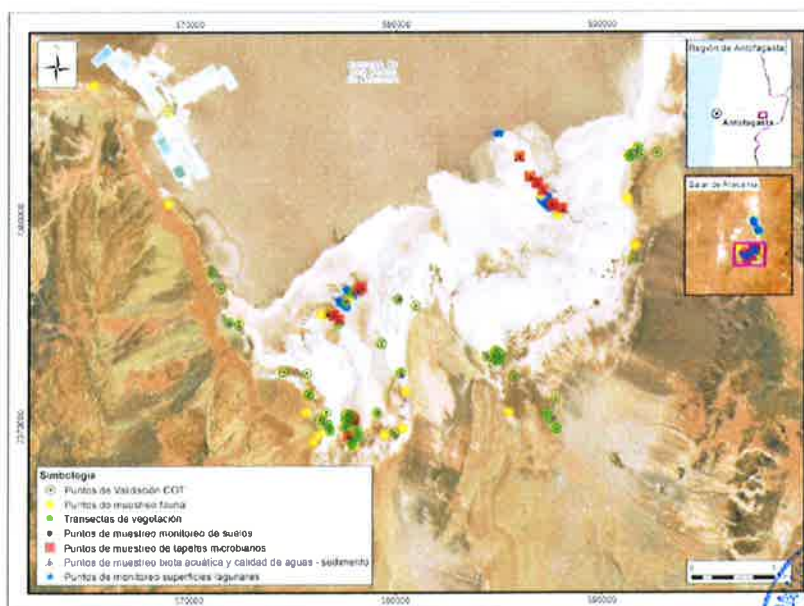 570000
580000
590000
Región de Antofagasta
Antofagasta
Salar de Atacama
Simbología
Puntos de Validación COT
Puntos de muestreo fauna
Transectas de vegetación
Puntos de muestreo monitoreo de suelos
Puntos de muestreo de tapetes microbianos
Puntos de muestreo biota acuática y calidad de aguas - sedimento
Puntos de monitoreo superficies lagunares
570000
580000
590000